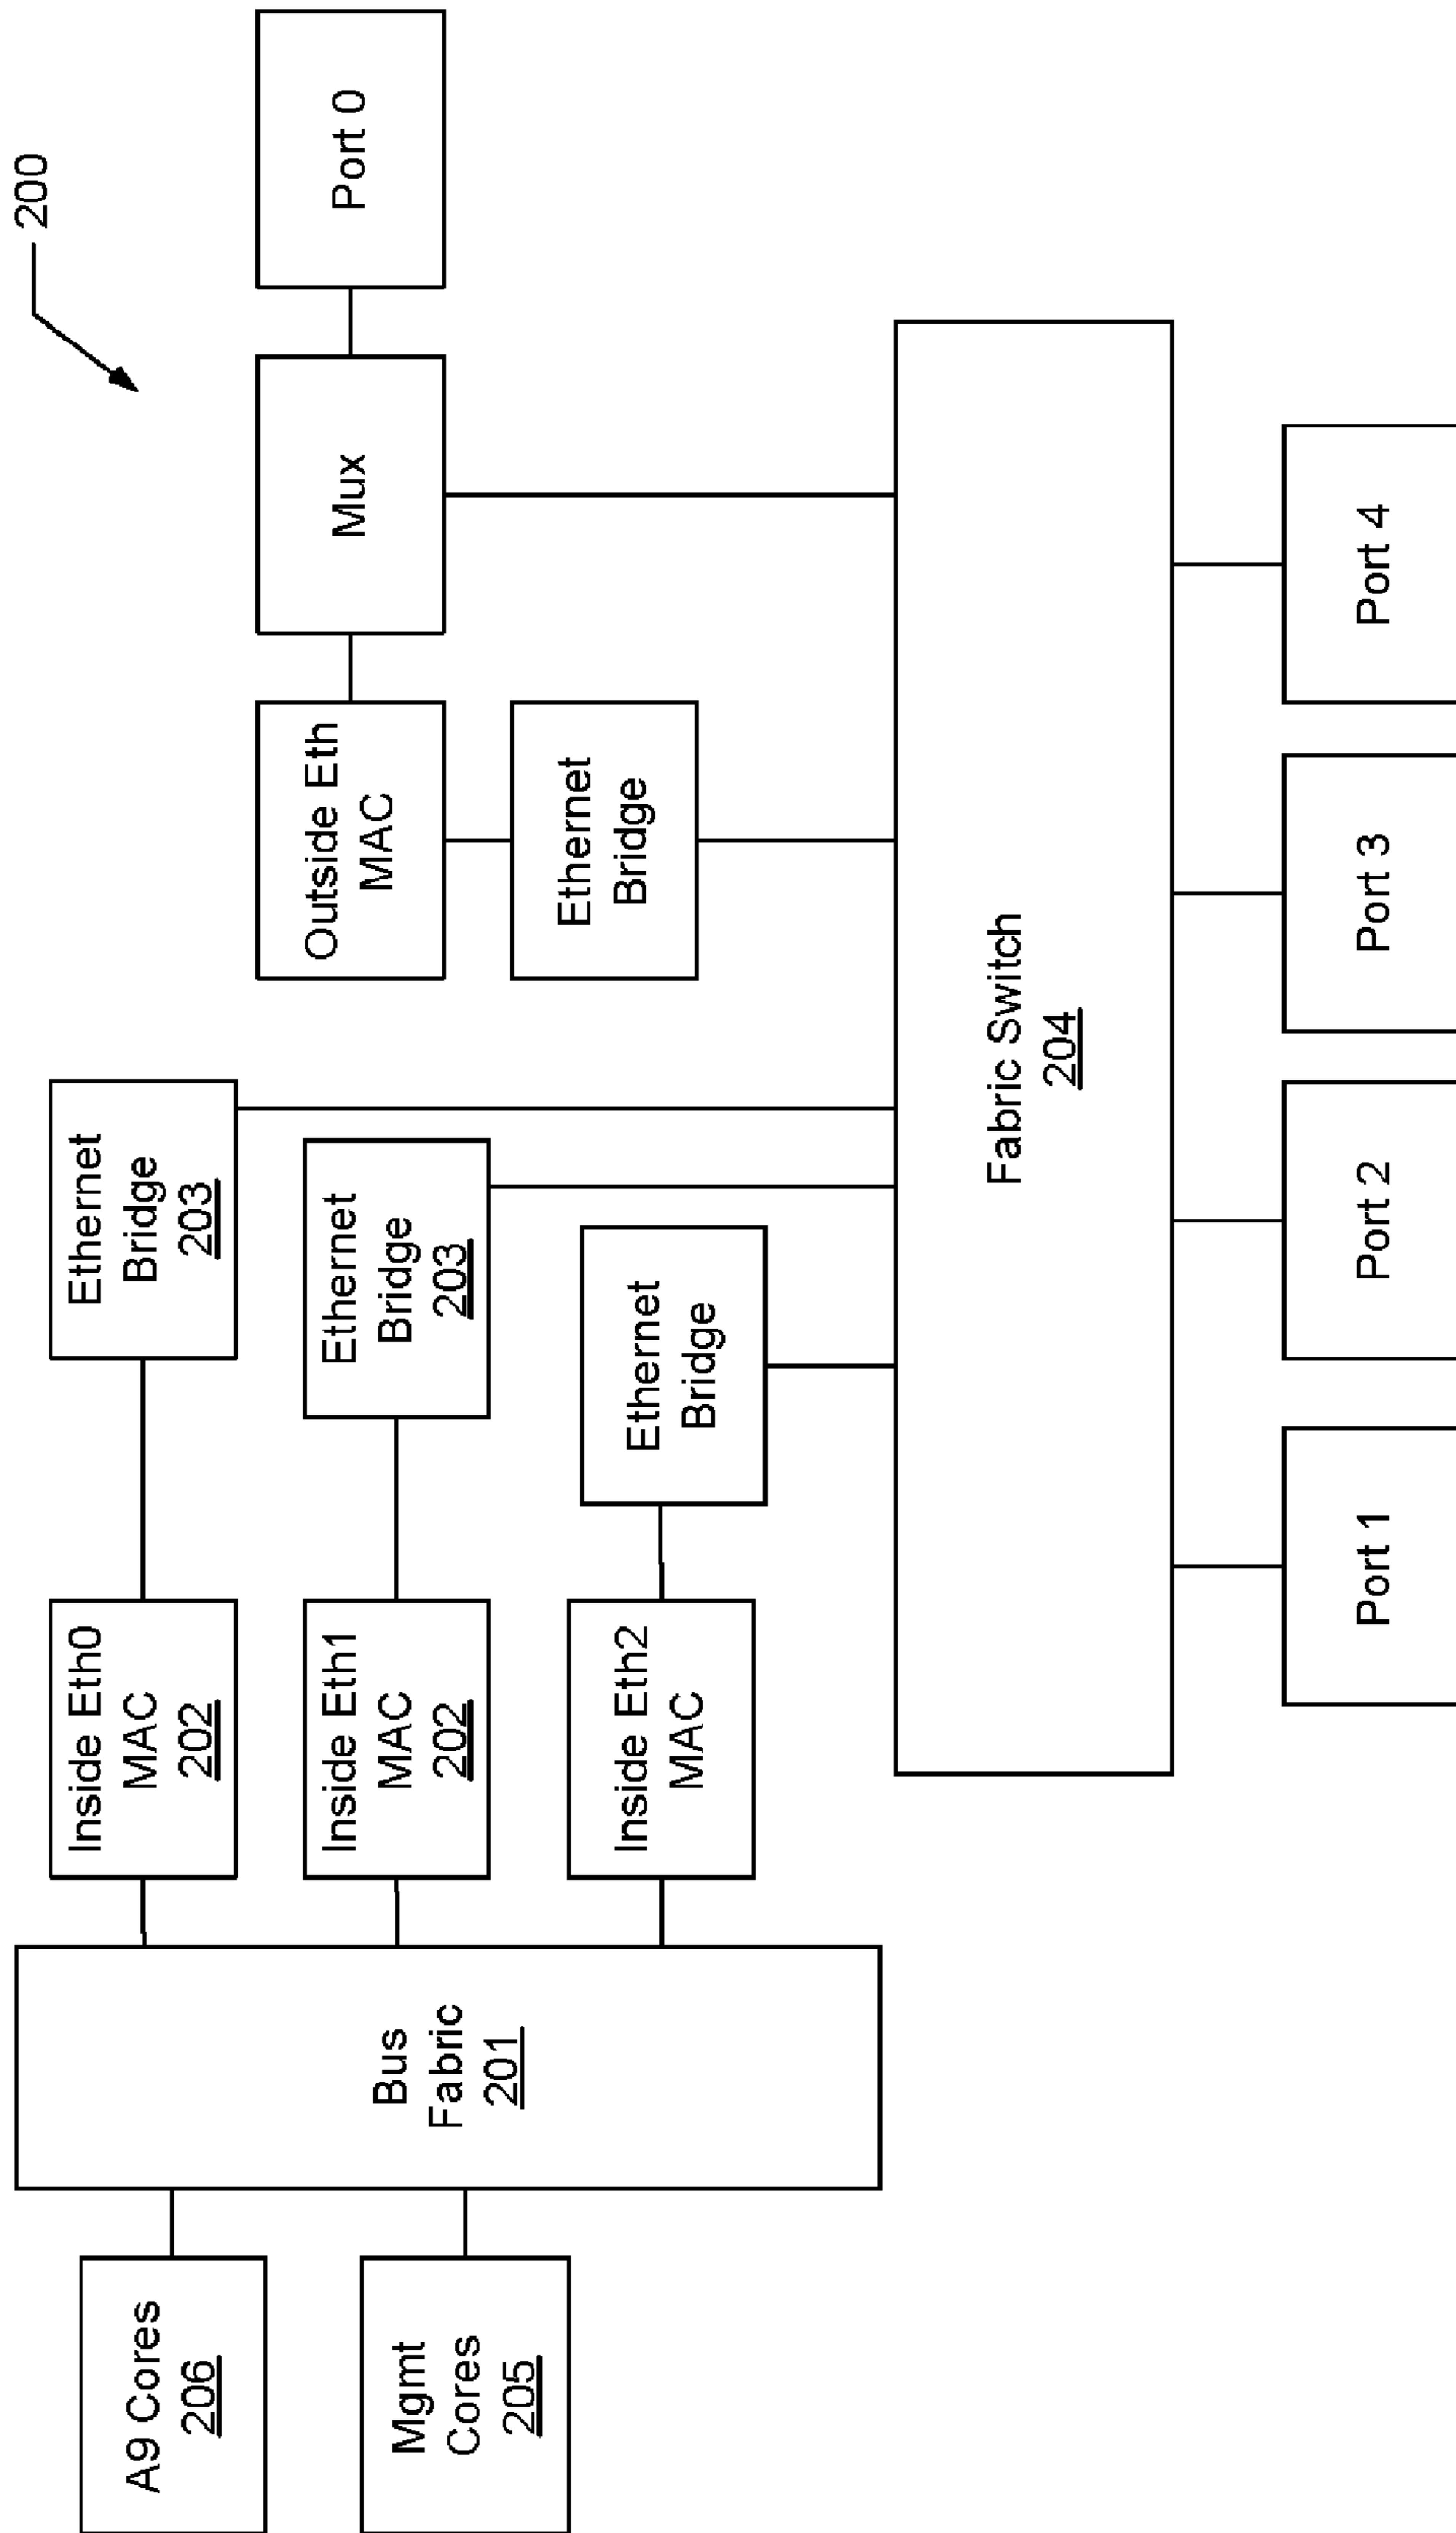 200
A9 Cores
206
Mgmt
Cores
205
Bus
Fabric
201
Inside Eth0
MAC
202
Inside Eth1
MAC
202
Inside Eth2
MAC
Ethernet
Bridge
203
Ethernet
Bridge
203
Ethernet
Bridge
Outside Eth
MAC
Ethernet
Bridge
Mux
Port 0
Fabric Switch
204
Port 1
Port 2
Port 3
Port 4